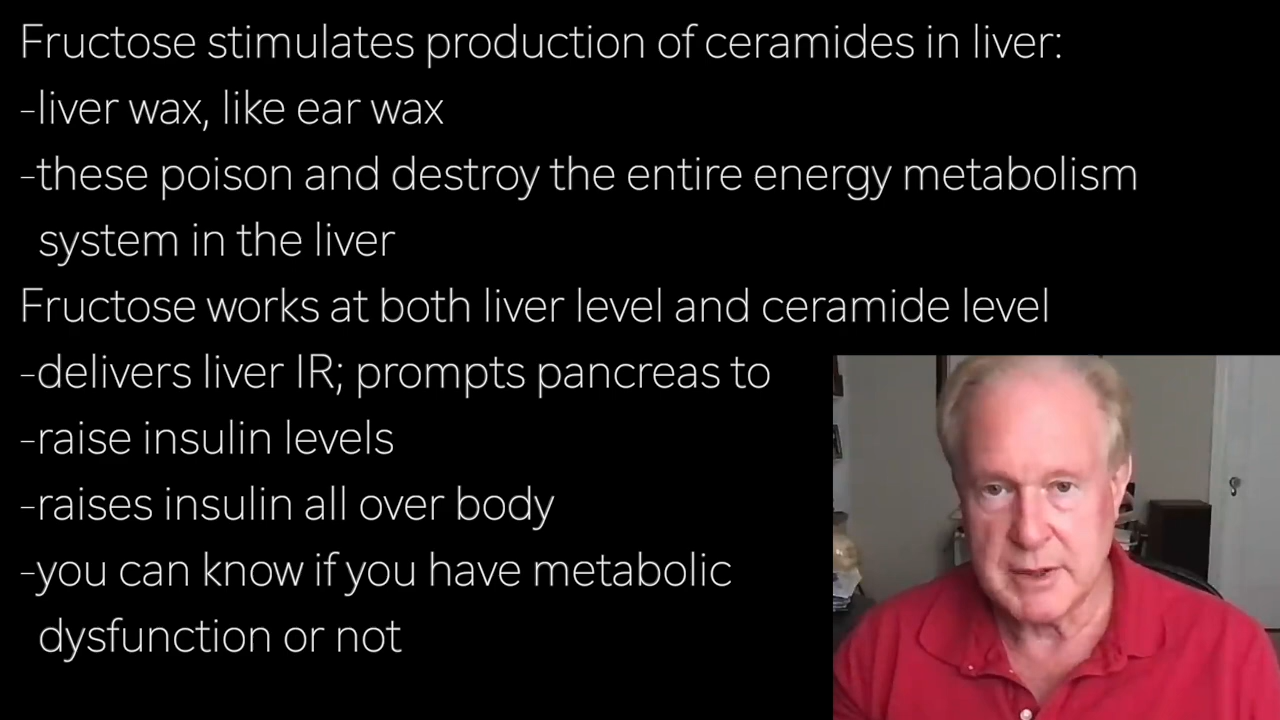 Fructose stimulates production of ceramides in liver:
-liver wax, like ear wax
-these poison and destroy the entire energy metabolism
system in the liver
Fructose works at both liver level and ceramide level
-delivers liver IR; prompts pancreas to
-raise insulin levels
-raises insulin all over body
-you can know if you have metabolic
dysfunction or not